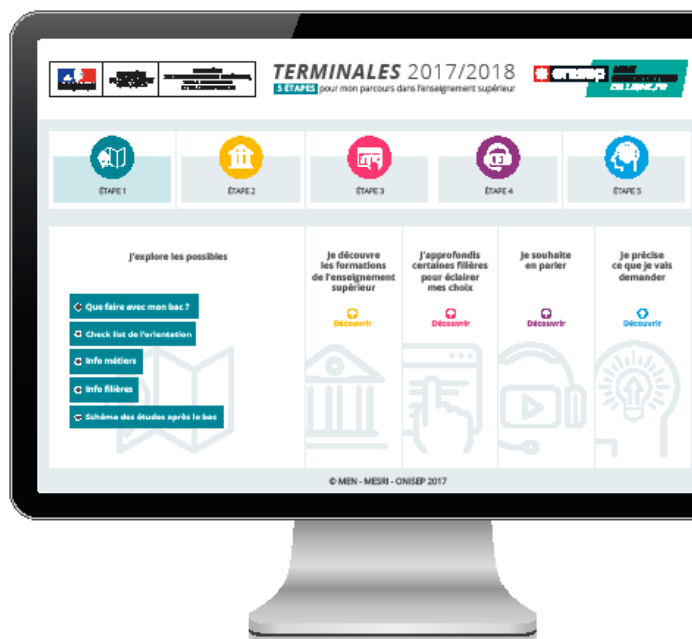 TERMINALES 2017/2018
5 ÉTAPES pour mon parcours dans l'enseignement supérieur
onisep
ÉTAPE 1
ÉTAPE 2
ÉTAPE 3
ÉTAPE 4
ÉTAPE 5
J'explore les possibles
Que faire avec mon bac ?
Check list de l'orientation
Info métiers
Info filières
Schéma des études après le bac
Je découvre
les formations
de l'enseignement
supérieur
Découvrir
J'approfondis
certaines filières
pour éclairer
mes choix
Découvrir
Je souhaite
en parler
Découvrir
Je précise
ce que je vais
demander
Découvrir
© MEN - MESRI - ONISEP 2017